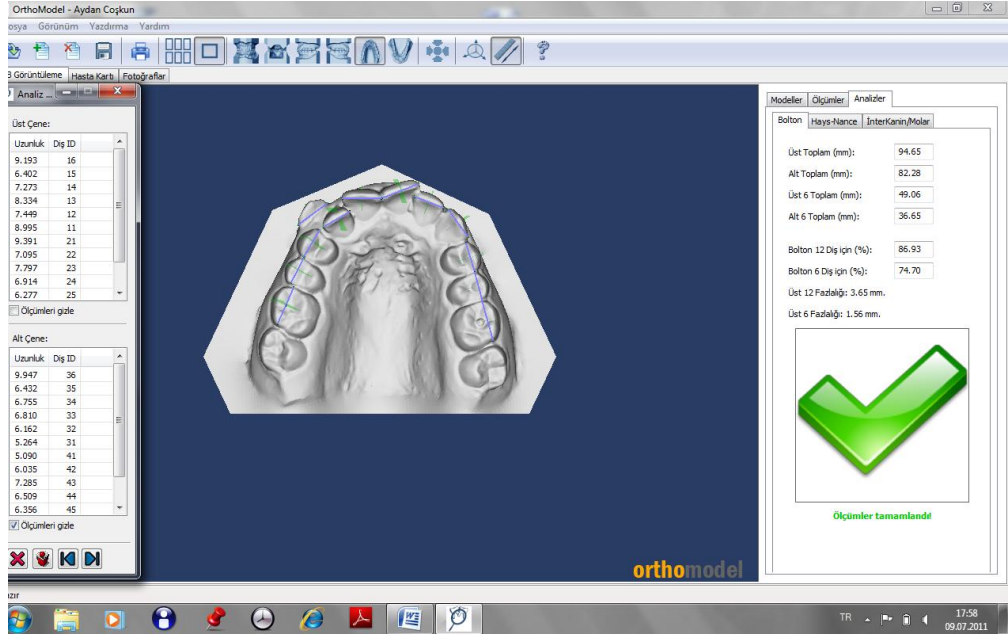 OrthoModel - Aydan Coşkun
osya Görünüm Yazdırma Yardım
B Görüntüleme Hasta Kartı Fotoğraflar
Analiz ...
Üst Çene:
Uzunluk Diş ID
9.193 16
6.402 15
7.273 14
8.334 13
7.449 12
8.995 11
9.391 21
7.095 22
7.797 23
6.914 24
6.277 25
Ölçümleri gizle
Alt Çene:
Uzunluk Diş ID
9.947 36
6.432 35
6.755 34
6.810 33
6.162 32
5.264 31
5.090 41
6.035 42
7.285 43
6.509 44
6.356 45
Ölçümleri gizle
orthomodel
Modeller Ölçümler Analizler
Bolton Hays-Nance İnterKanin/Molar
Üst Toplam (mm): 94.65
Alt Toplam (mm): 82.28
Üst 6 Toplam (mm): 49.06
Alt 6 Toplam (mm): 36.65
Bolton 12 Diş için (%): 86.93
Bolton 6 Diş için (%): 74.70
Üst 12 Fazlalığı: 3.65 mm.
Üst 6 Fazlalığı: 1.56 mm.
Ölçümler tamamlandı!
azır
TR 17:58
09.07.2011